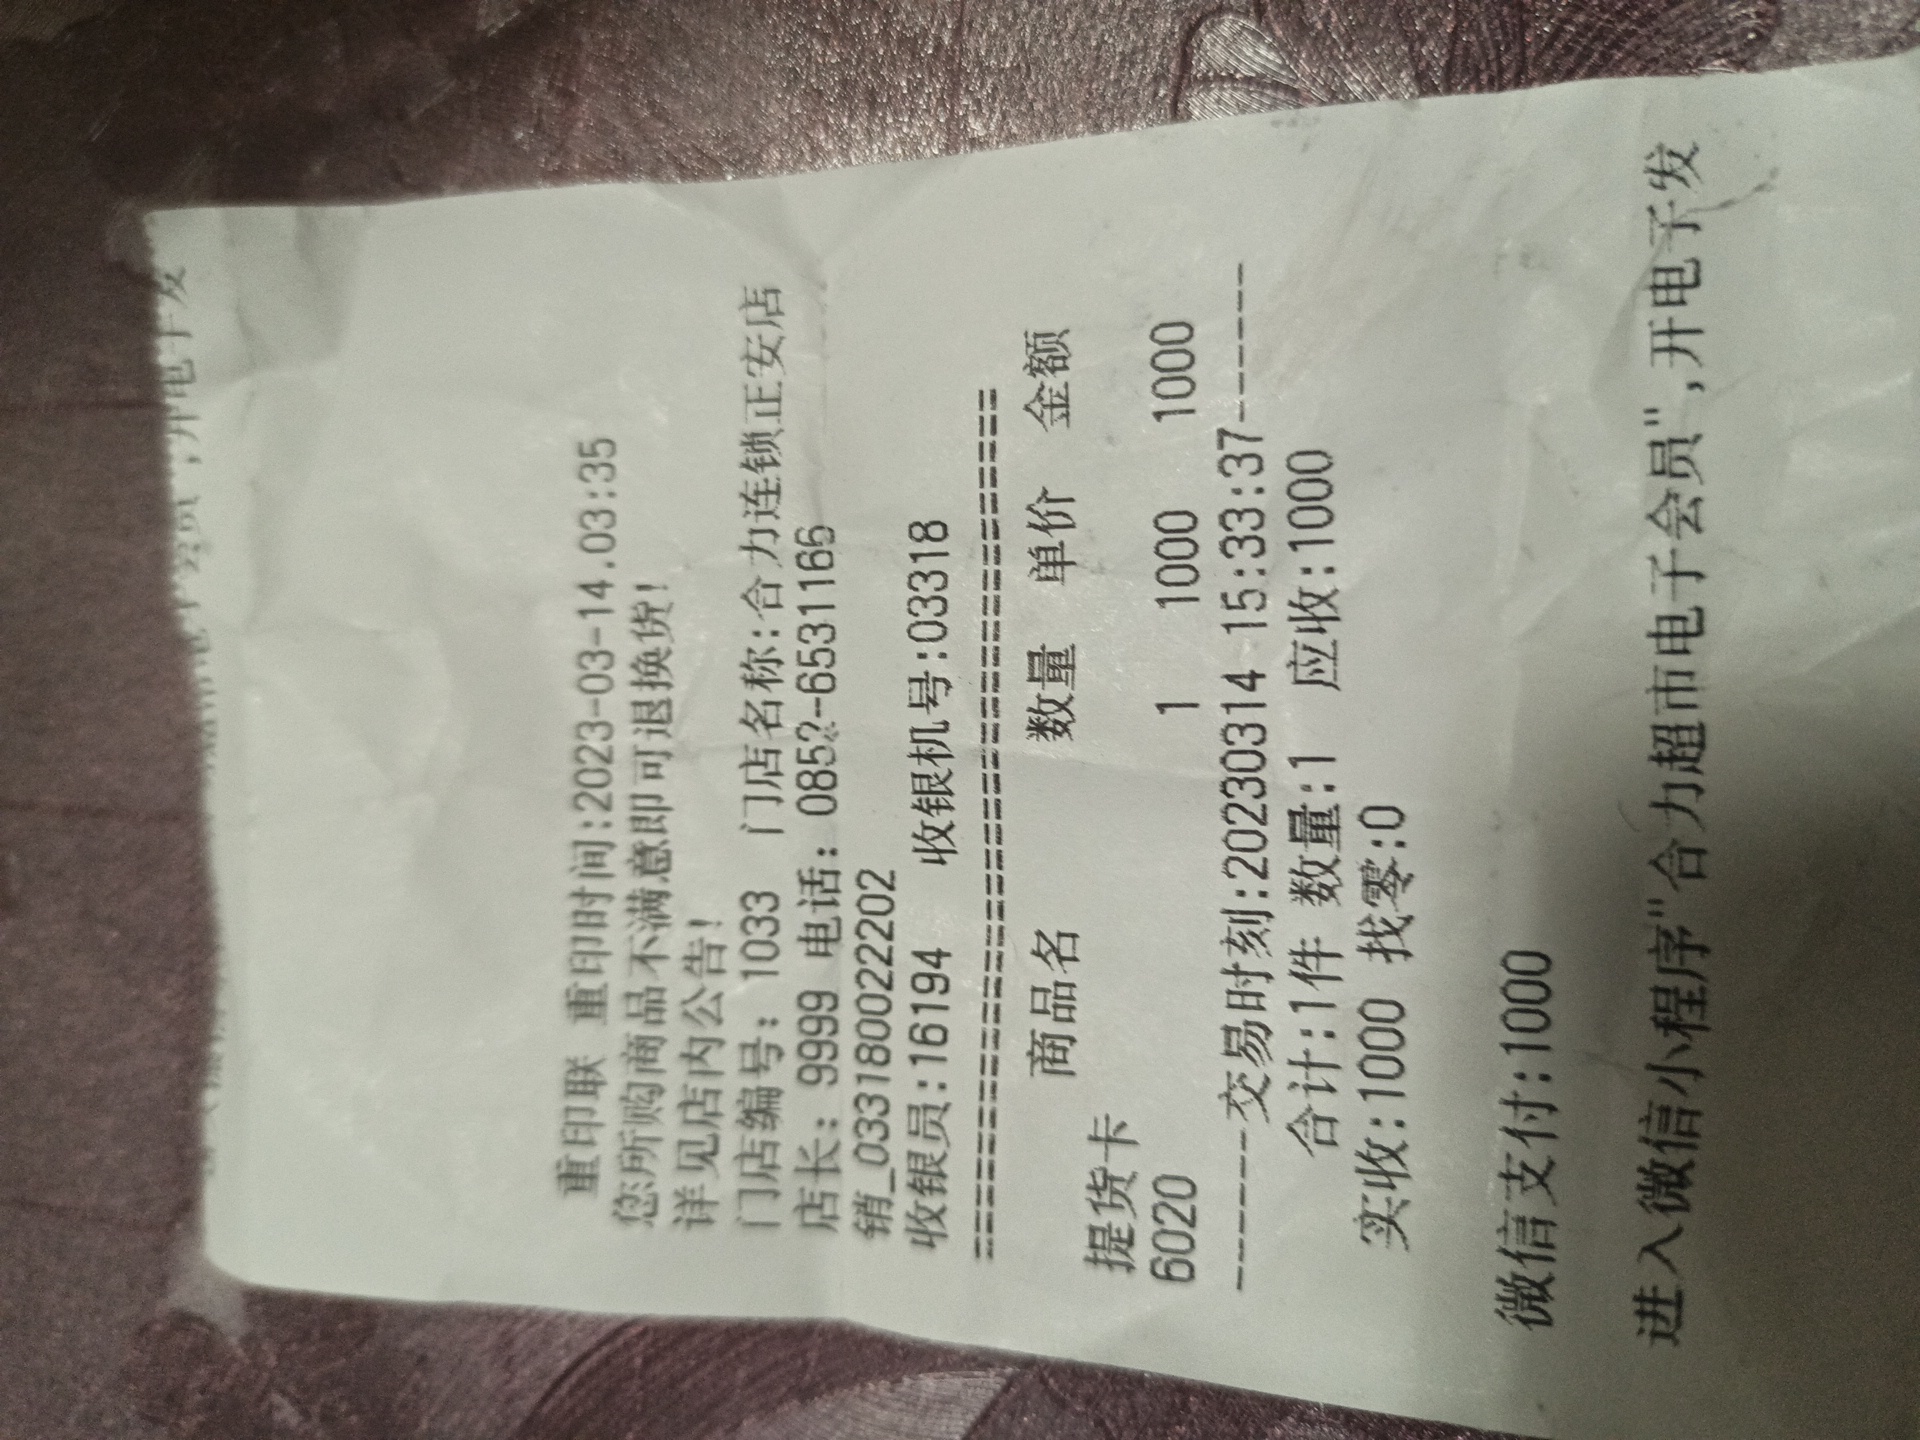 重印联 重印时间:2023-03-14.03:35
您所购商品不满意即可退换货!
详见店内公告!
门店编号: 1033 门店名称:合力连锁正安店
店长: 9999 电话: 0852-6531166
销_0331800222202
收银员:16194 收银机号:03318
商品名 数量 单价 金额
提货卡
6020 1 1000 1000
--------交易时刻:20230314 15:33:37--------
合计:1件 数量:1 应收:1000
实收:1000 找零:0
微信支付:1000
进入微信小程序"合力超市电子会员",开电子发